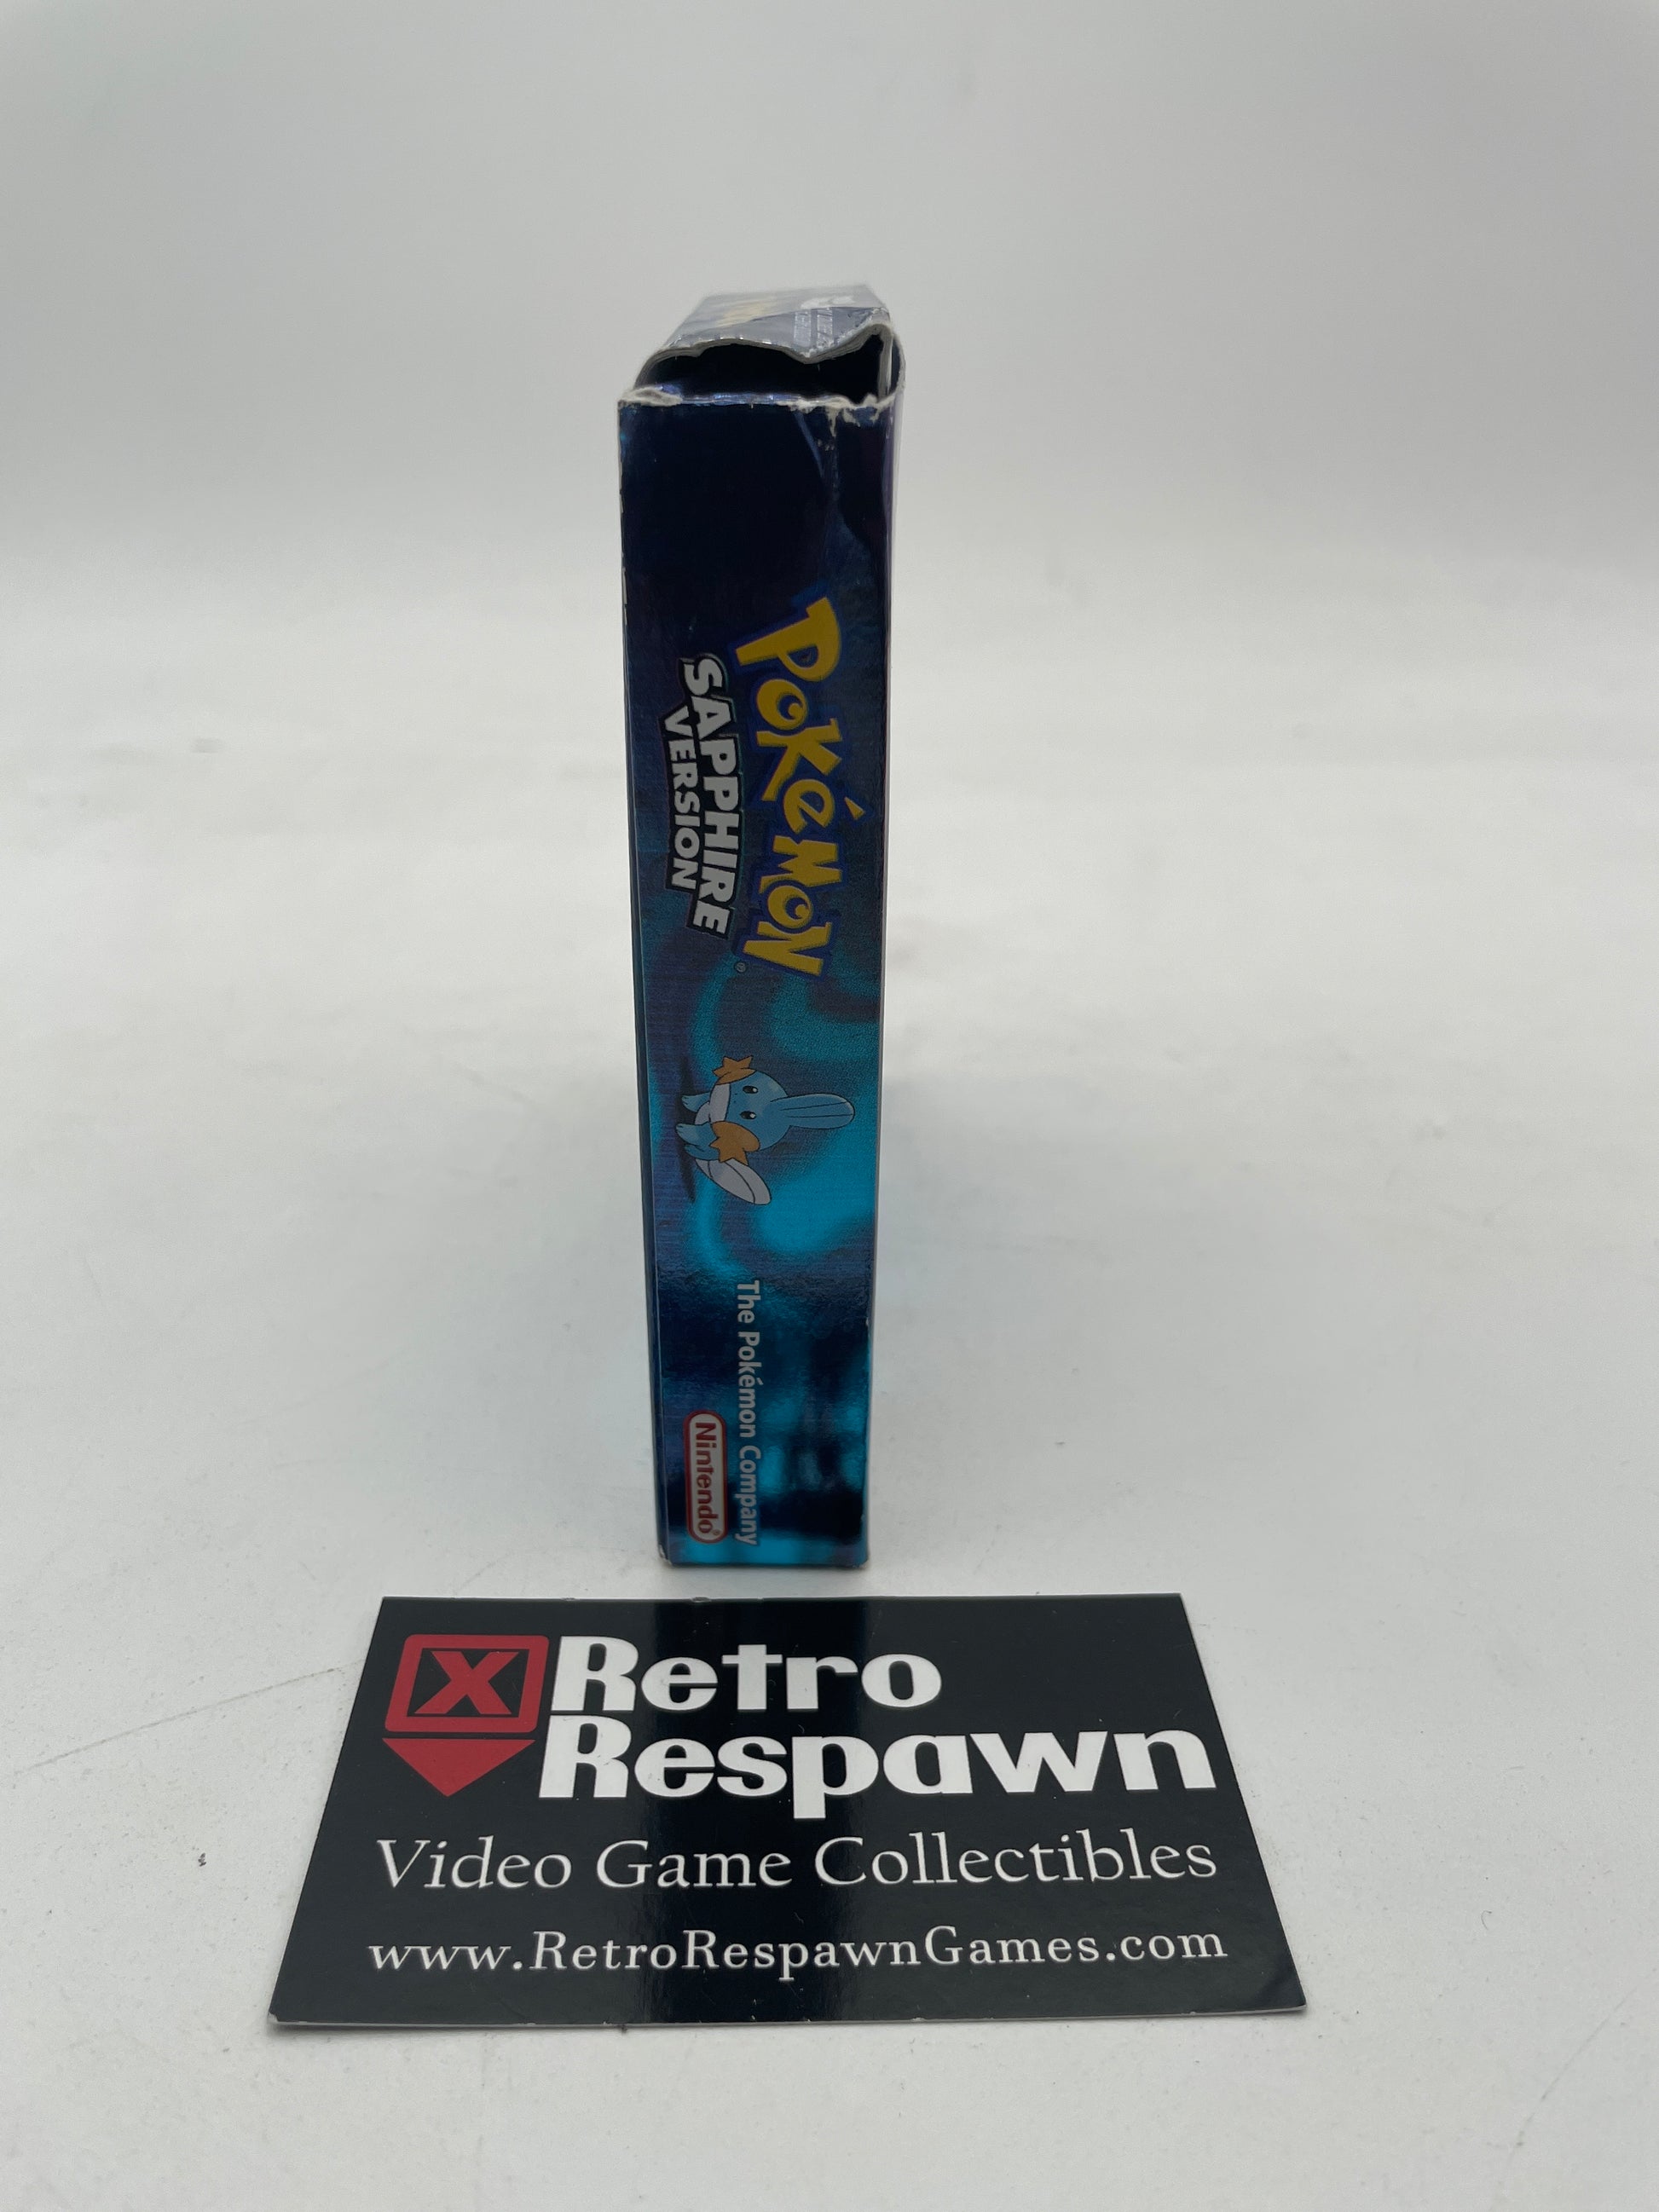 Pokémon
SAPPHIRE
VERSION
®
The Pokémon Company
Nintendo®
X Retro
Respawn
Video Game Collectibles
www.RetroRespawnGames.com